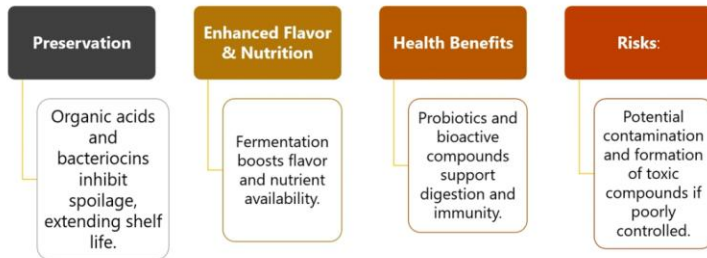 Preservation
Organic acids
and
bacteriocins
inhibit
spoilage,
extending shelf
life.
Enhanced Flavor
& Nutrition
Fermentation
boosts flavor
and nutrient
availability.
Health Benefits
Probiotics and
bioactive
compounds
support
digestion and
immunity.
Risks:
Potential
contamination
and formation
of toxic
compounds if
poorly
controlled.